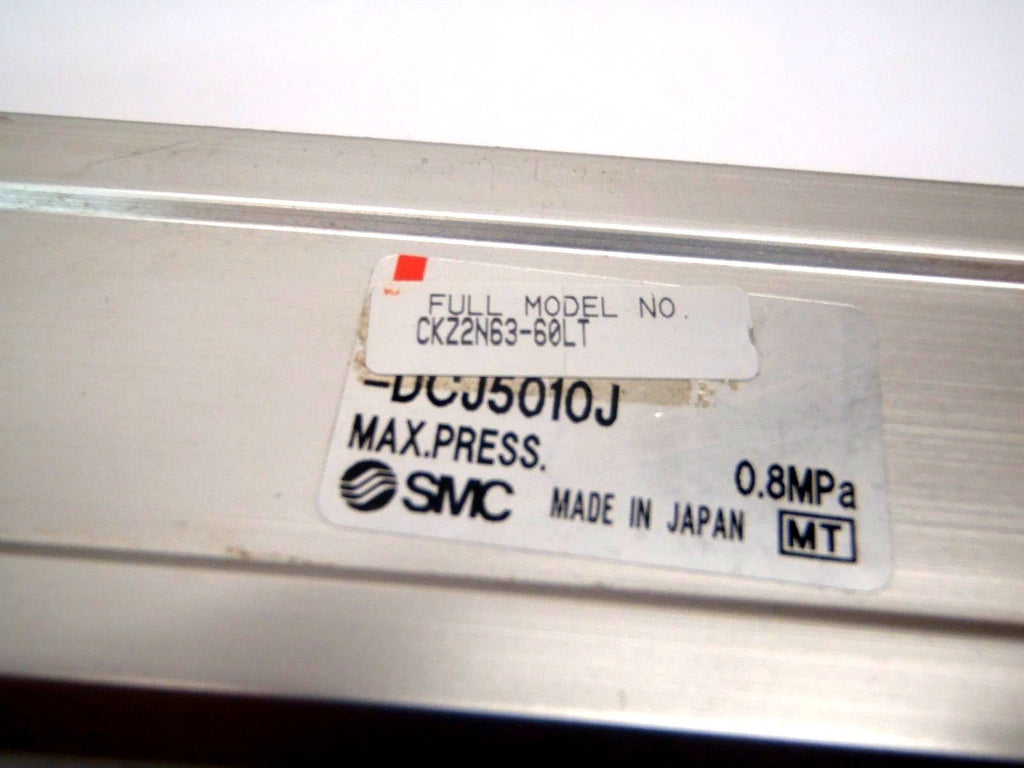 FULL MODEL NO.
CKZ2N63-60LT
-DCJ5010J
MAX.PRESS. 0.8MPa
SMC MADE IN JAPAN MT